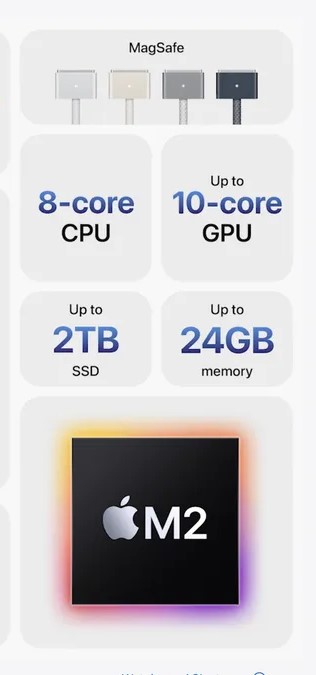 MagSafe
8-core
CPU
Up to
10-core
GPU
Up to
2TB
SSD
Up to
24GB
memory
M2